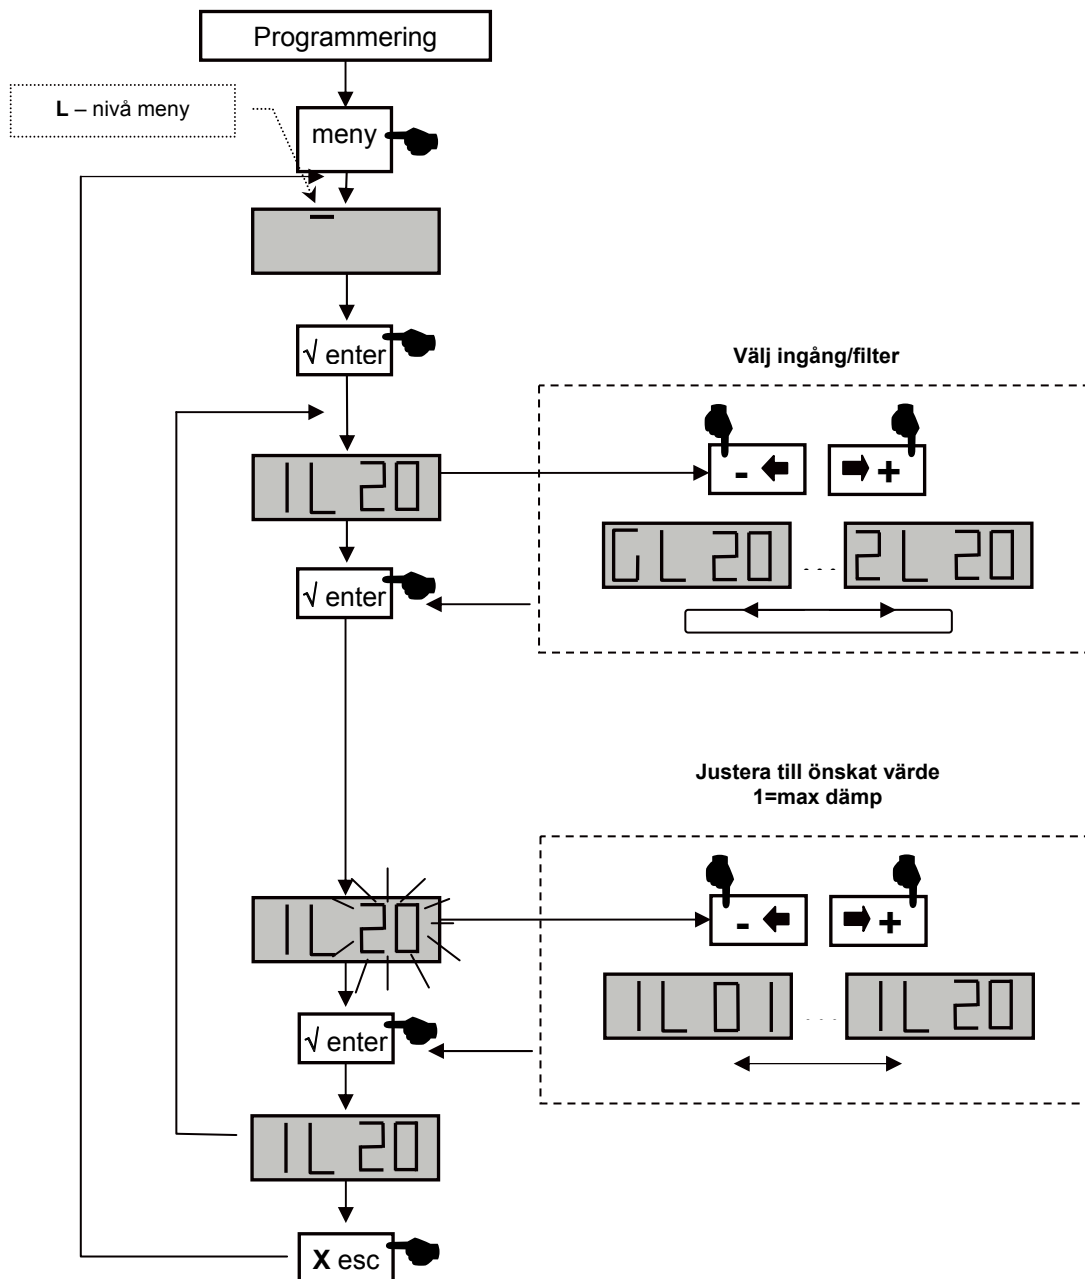 Programmering
L – nivå meny
meny
√ enter
Välj ingång/filter
1L 20
- +
GL 20 . . . 2L 20
√ enter
Justera till önskat värde
1=max dämp
1L 20
- +
1L 01 . . . 1L 20
√ enter
1L 20
X esc